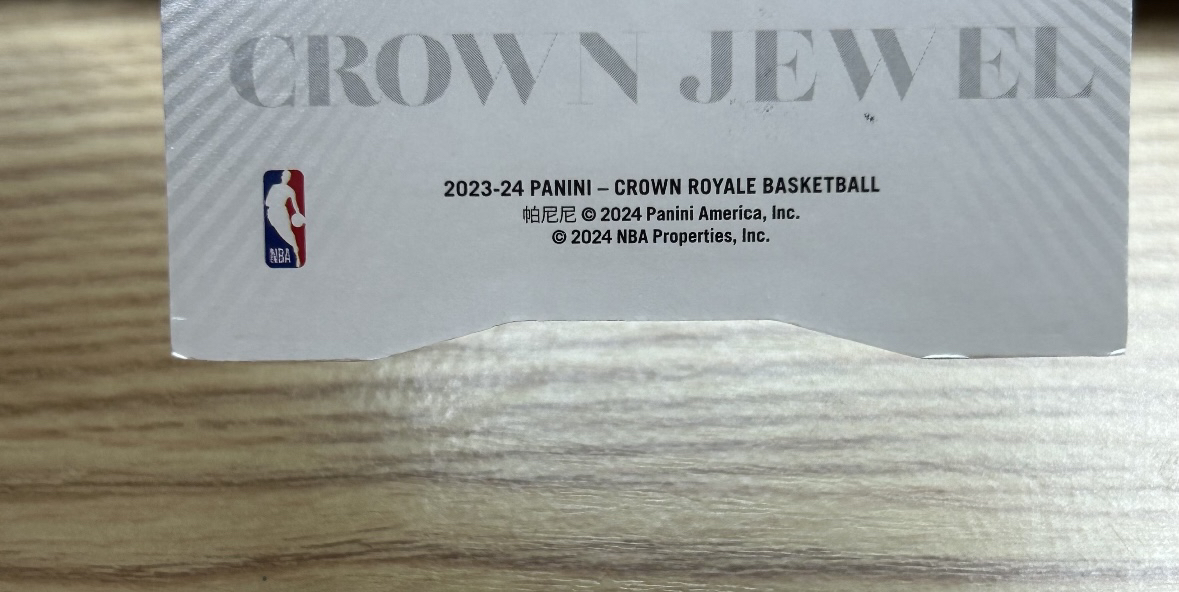 CROWN JEWEL
2023-24 PANINI – CROWN ROYALE BASKETBALL
帕尼尼 © 2024 Panini America, Inc.
© 2024 NBA Properties, Inc.
NBA